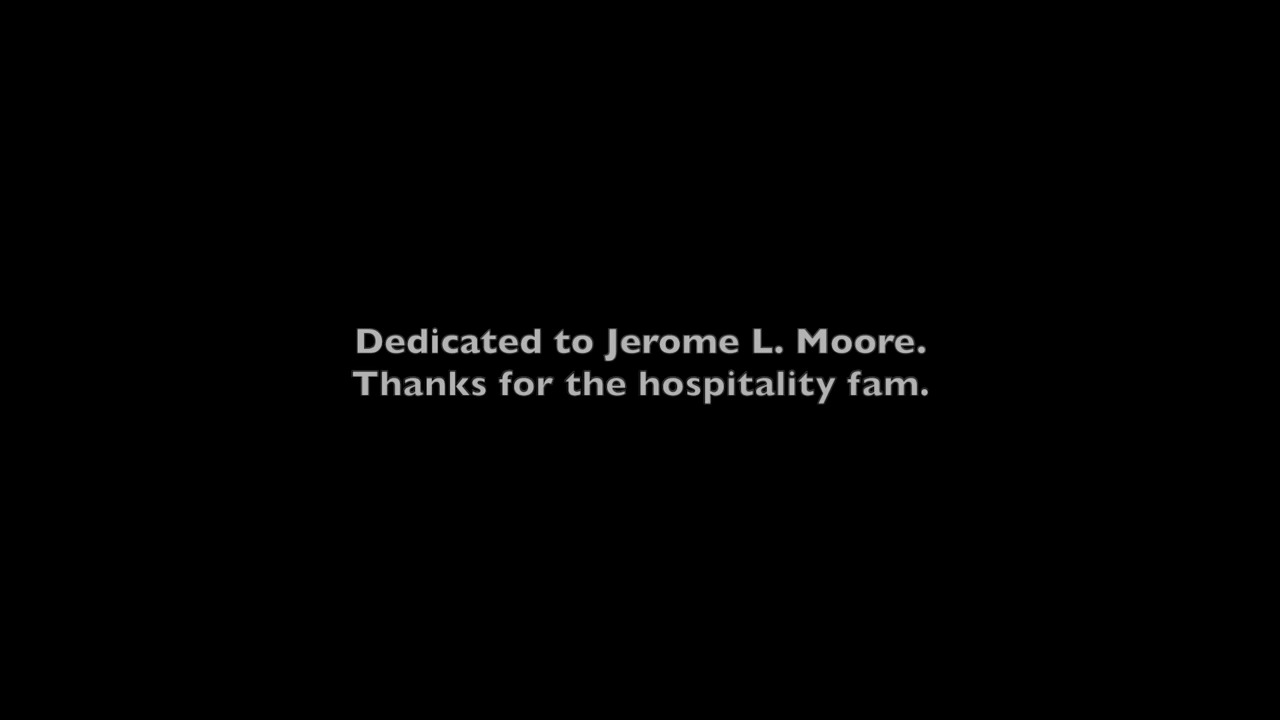 Dedicated to Jerome L. Moore.
Thanks for the hospitality fam.